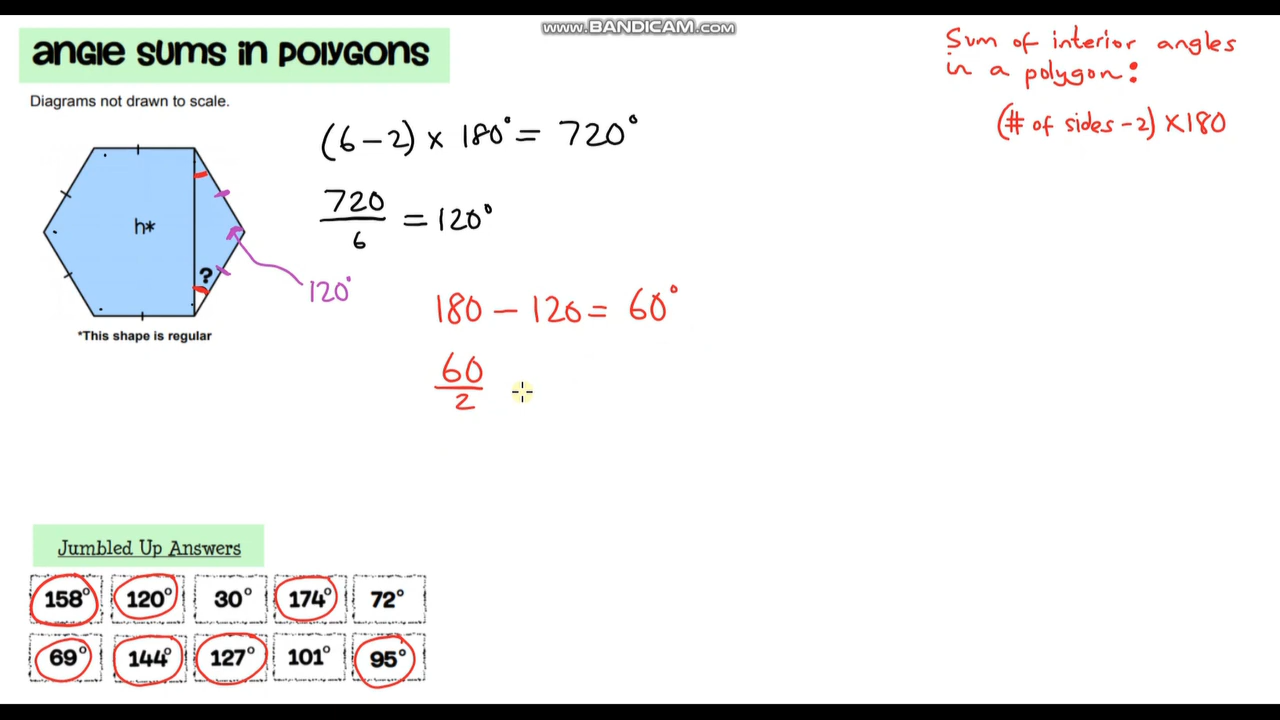 WWW.BANDICAM.COM
ANGLE SUMS IN POLYGONS
Sum of interior angles
in a polygon:
(# of sides -2) ×180
Diagrams not drawn to scale.
(6-2) × 180° = 720°
720/6 = 120°
h*
?
120°
*This shape is regular
180 - 120 = 60°
60/2
Jumbled Up Answers
158° 120° 30° 174° 72°
69° 144° 127° 101° 95°